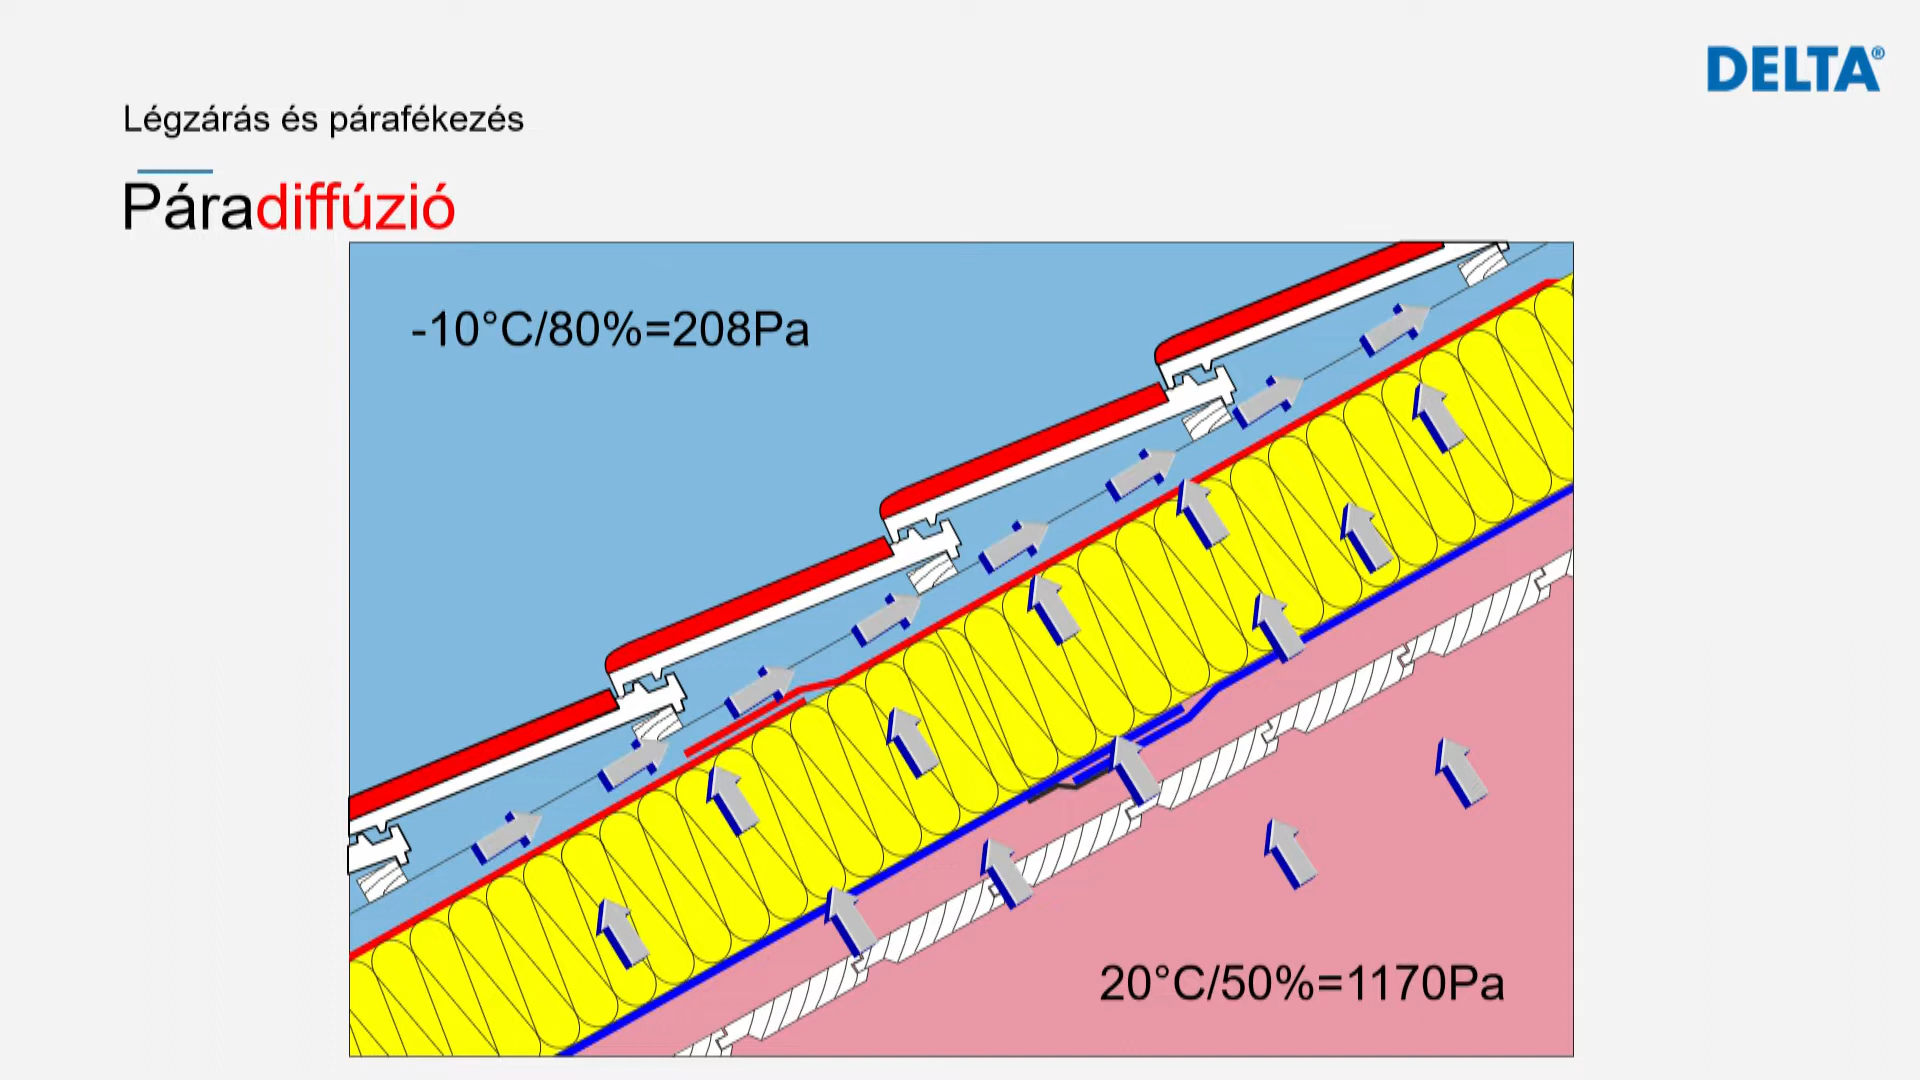 DELTA®
Légzárás és párafékezés
Páradiffúzió
-10°C/80%=208Pa
20°C/50%=1170Pa